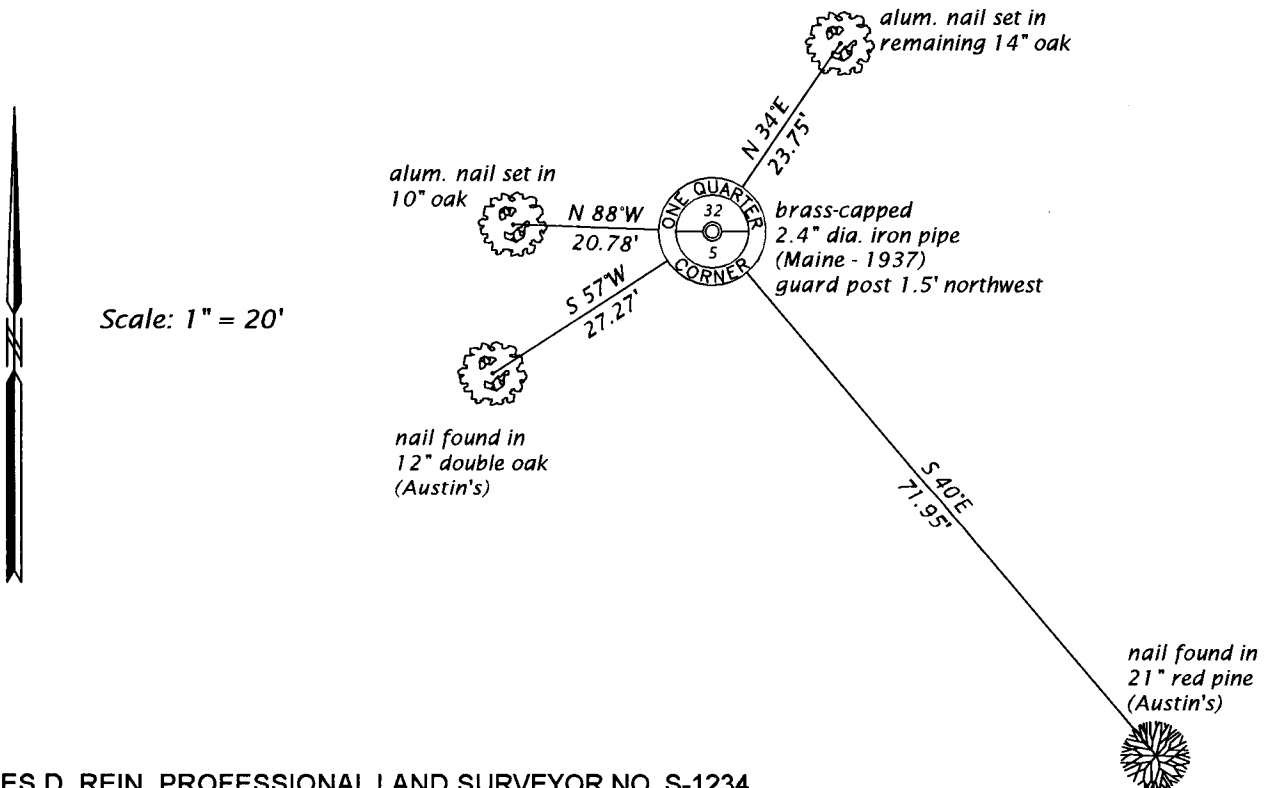 alum. nail set in
remaining 14" oak
N 34°E
23.75'
alum. nail set in
10" oak
N 88°W
20.78'
ONE QUARTER
32
5
CORNER
brass-capped
2.4" dia. iron pipe
(Maine - 1937)
guard post 1.5' northwest
S 57°W
27.27'
Scale: 1" = 20'
N
nail found in
12" double oak
(Austin's)
S 40°E
71.95'
nail found in
21" red pine
(Austin's)
ES D. REIN, PROFESSIONAL LAND SURVEYOR NO. S-1234